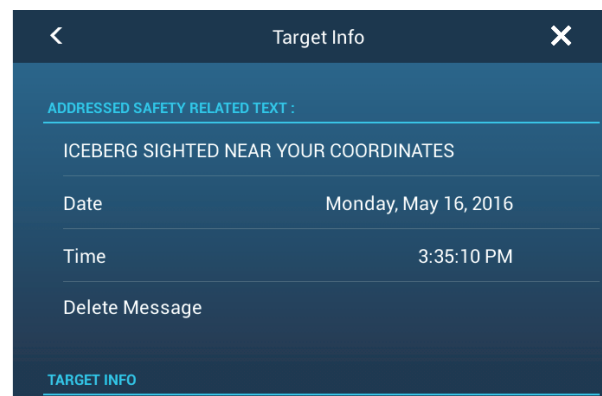 Target Info
ADDRESSED SAFETY RELATED TEXT :
ICEBERG SIGHTED NEAR YOUR COORDINATES
Date Monday, May 16, 2016
Time 3:35:10 PM
Delete Message
TARGET INFO